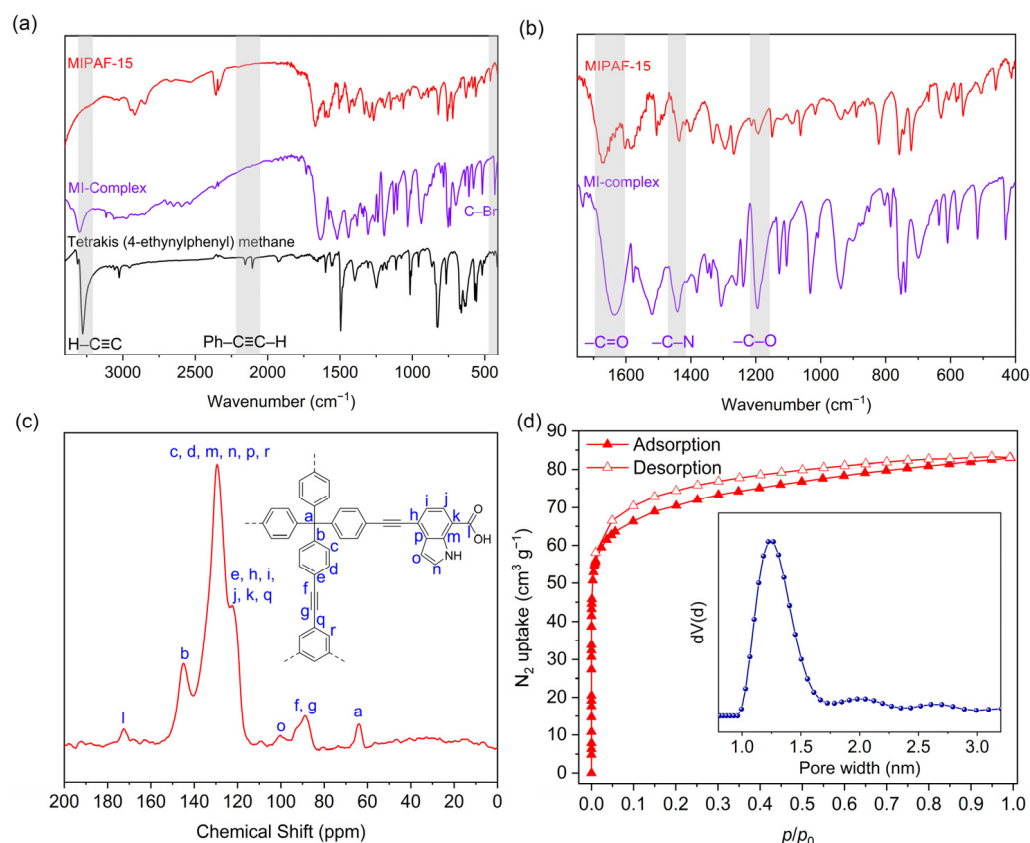 (a)
MIPAF-15
MI-Complex
C–Br
Tetrakis (4-ethynylphenyl) methane
H–C≡C
Ph–C≡C–H
3000 2500 2000 1500 1000 500
Wavenumber (cm⁻¹)
(b)
MIPAF-15
MI-complex
–C=O
–C–N
–C–O
1600 1400 1200 1000 800 600 400
Wavenumber (cm⁻¹)
(c)
c, d, m, n, p, r
e, h, i,
j, k, q
b
l
o
f, g
a
a
b
c
d
e
f
g
q
r
h
i
j
k
l
OH
O
p
m
NH
o
n
200 180 160 140 120 100 80 60 40 20 0
Chemical Shift (ppm)
(d)
Adsorption
Desorption
N₂ uptake (cm³ g⁻¹)
90
80
70
60
50
40
30
20
10
0
dV(d)
1.0 1.5 2.0 2.5 3.0
Pore width (nm)
0.0 0.1 0.2 0.3 0.4 0.5 0.6 0.7 0.8 0.9 1.0
p/p₀